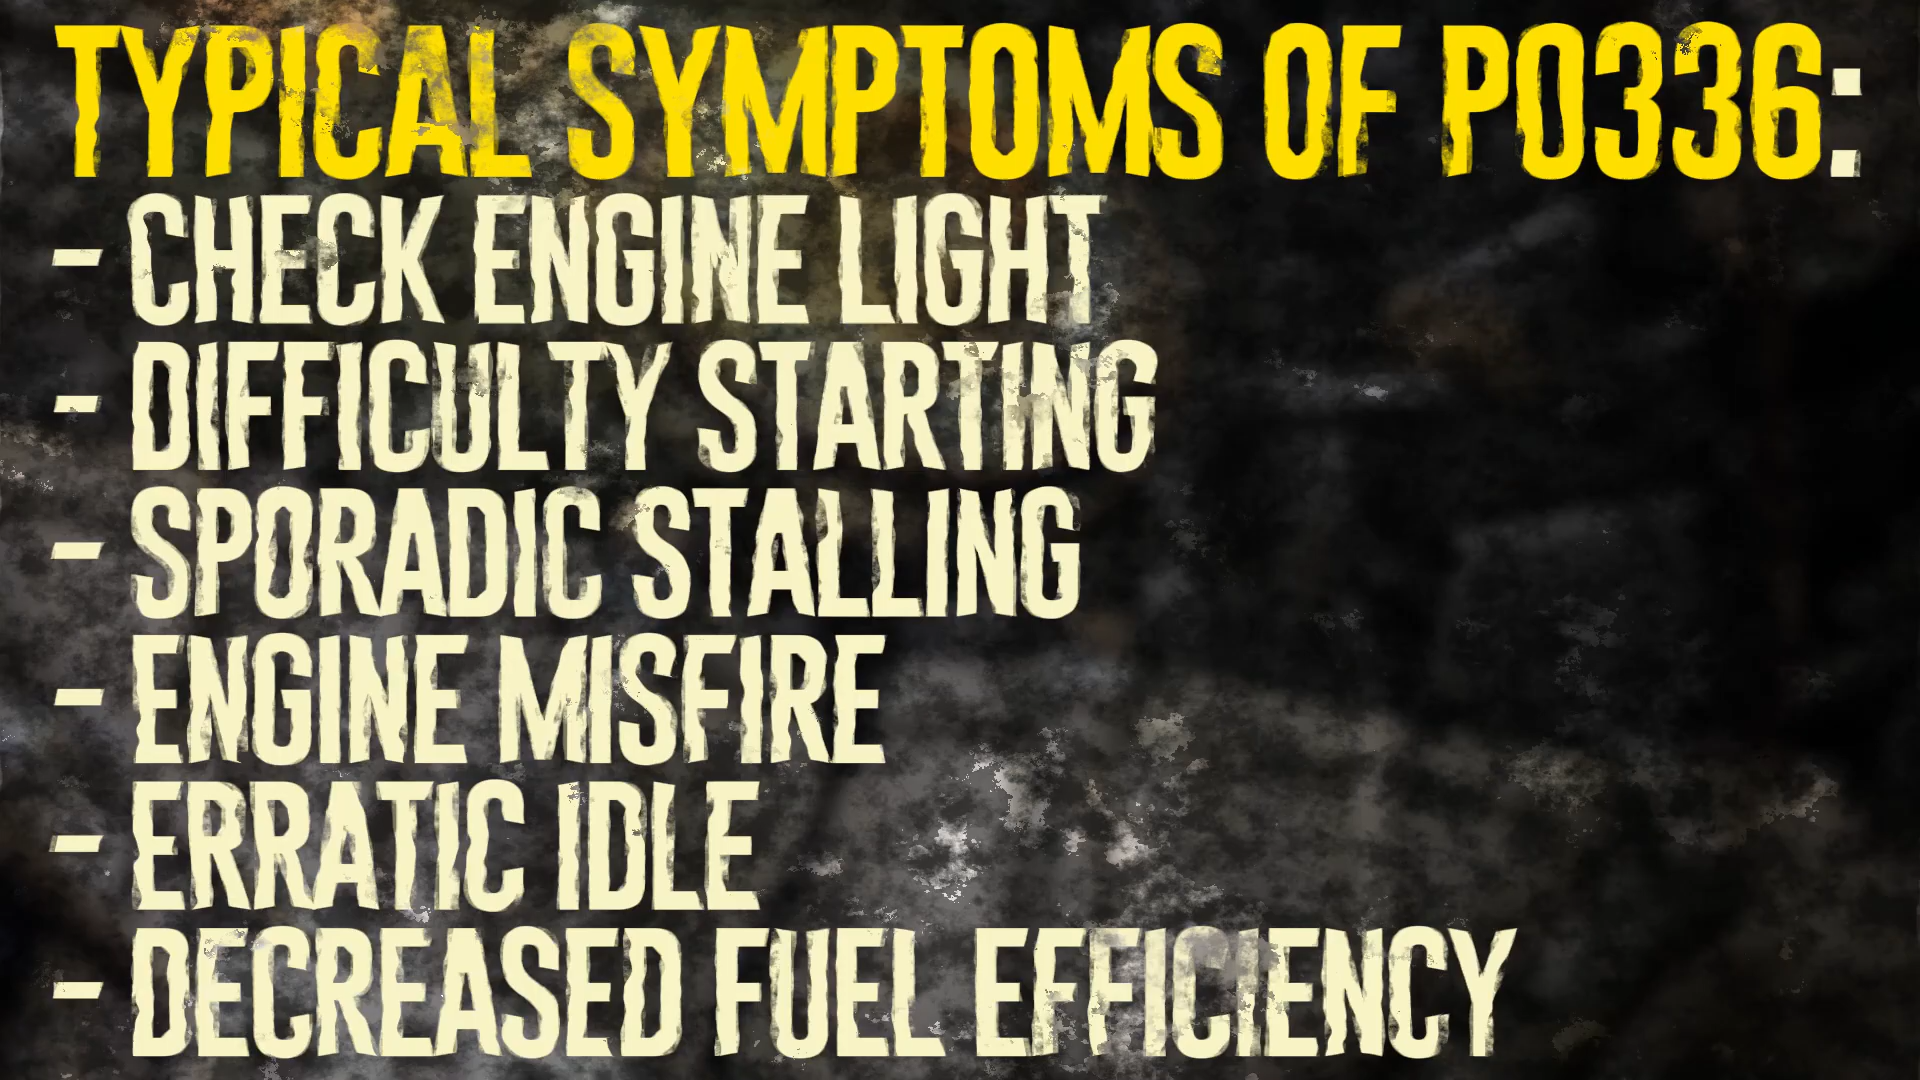 TYPICAL SYMPTOMS OF P0336:
- CHECK ENGINE LIGHT
- DIFFICULTY STARTING
- SPORADIC STALLING
- ENGINE MISFIRE
- ERRATIC IDLE
- DECREASED FUEL EFFICIENCY